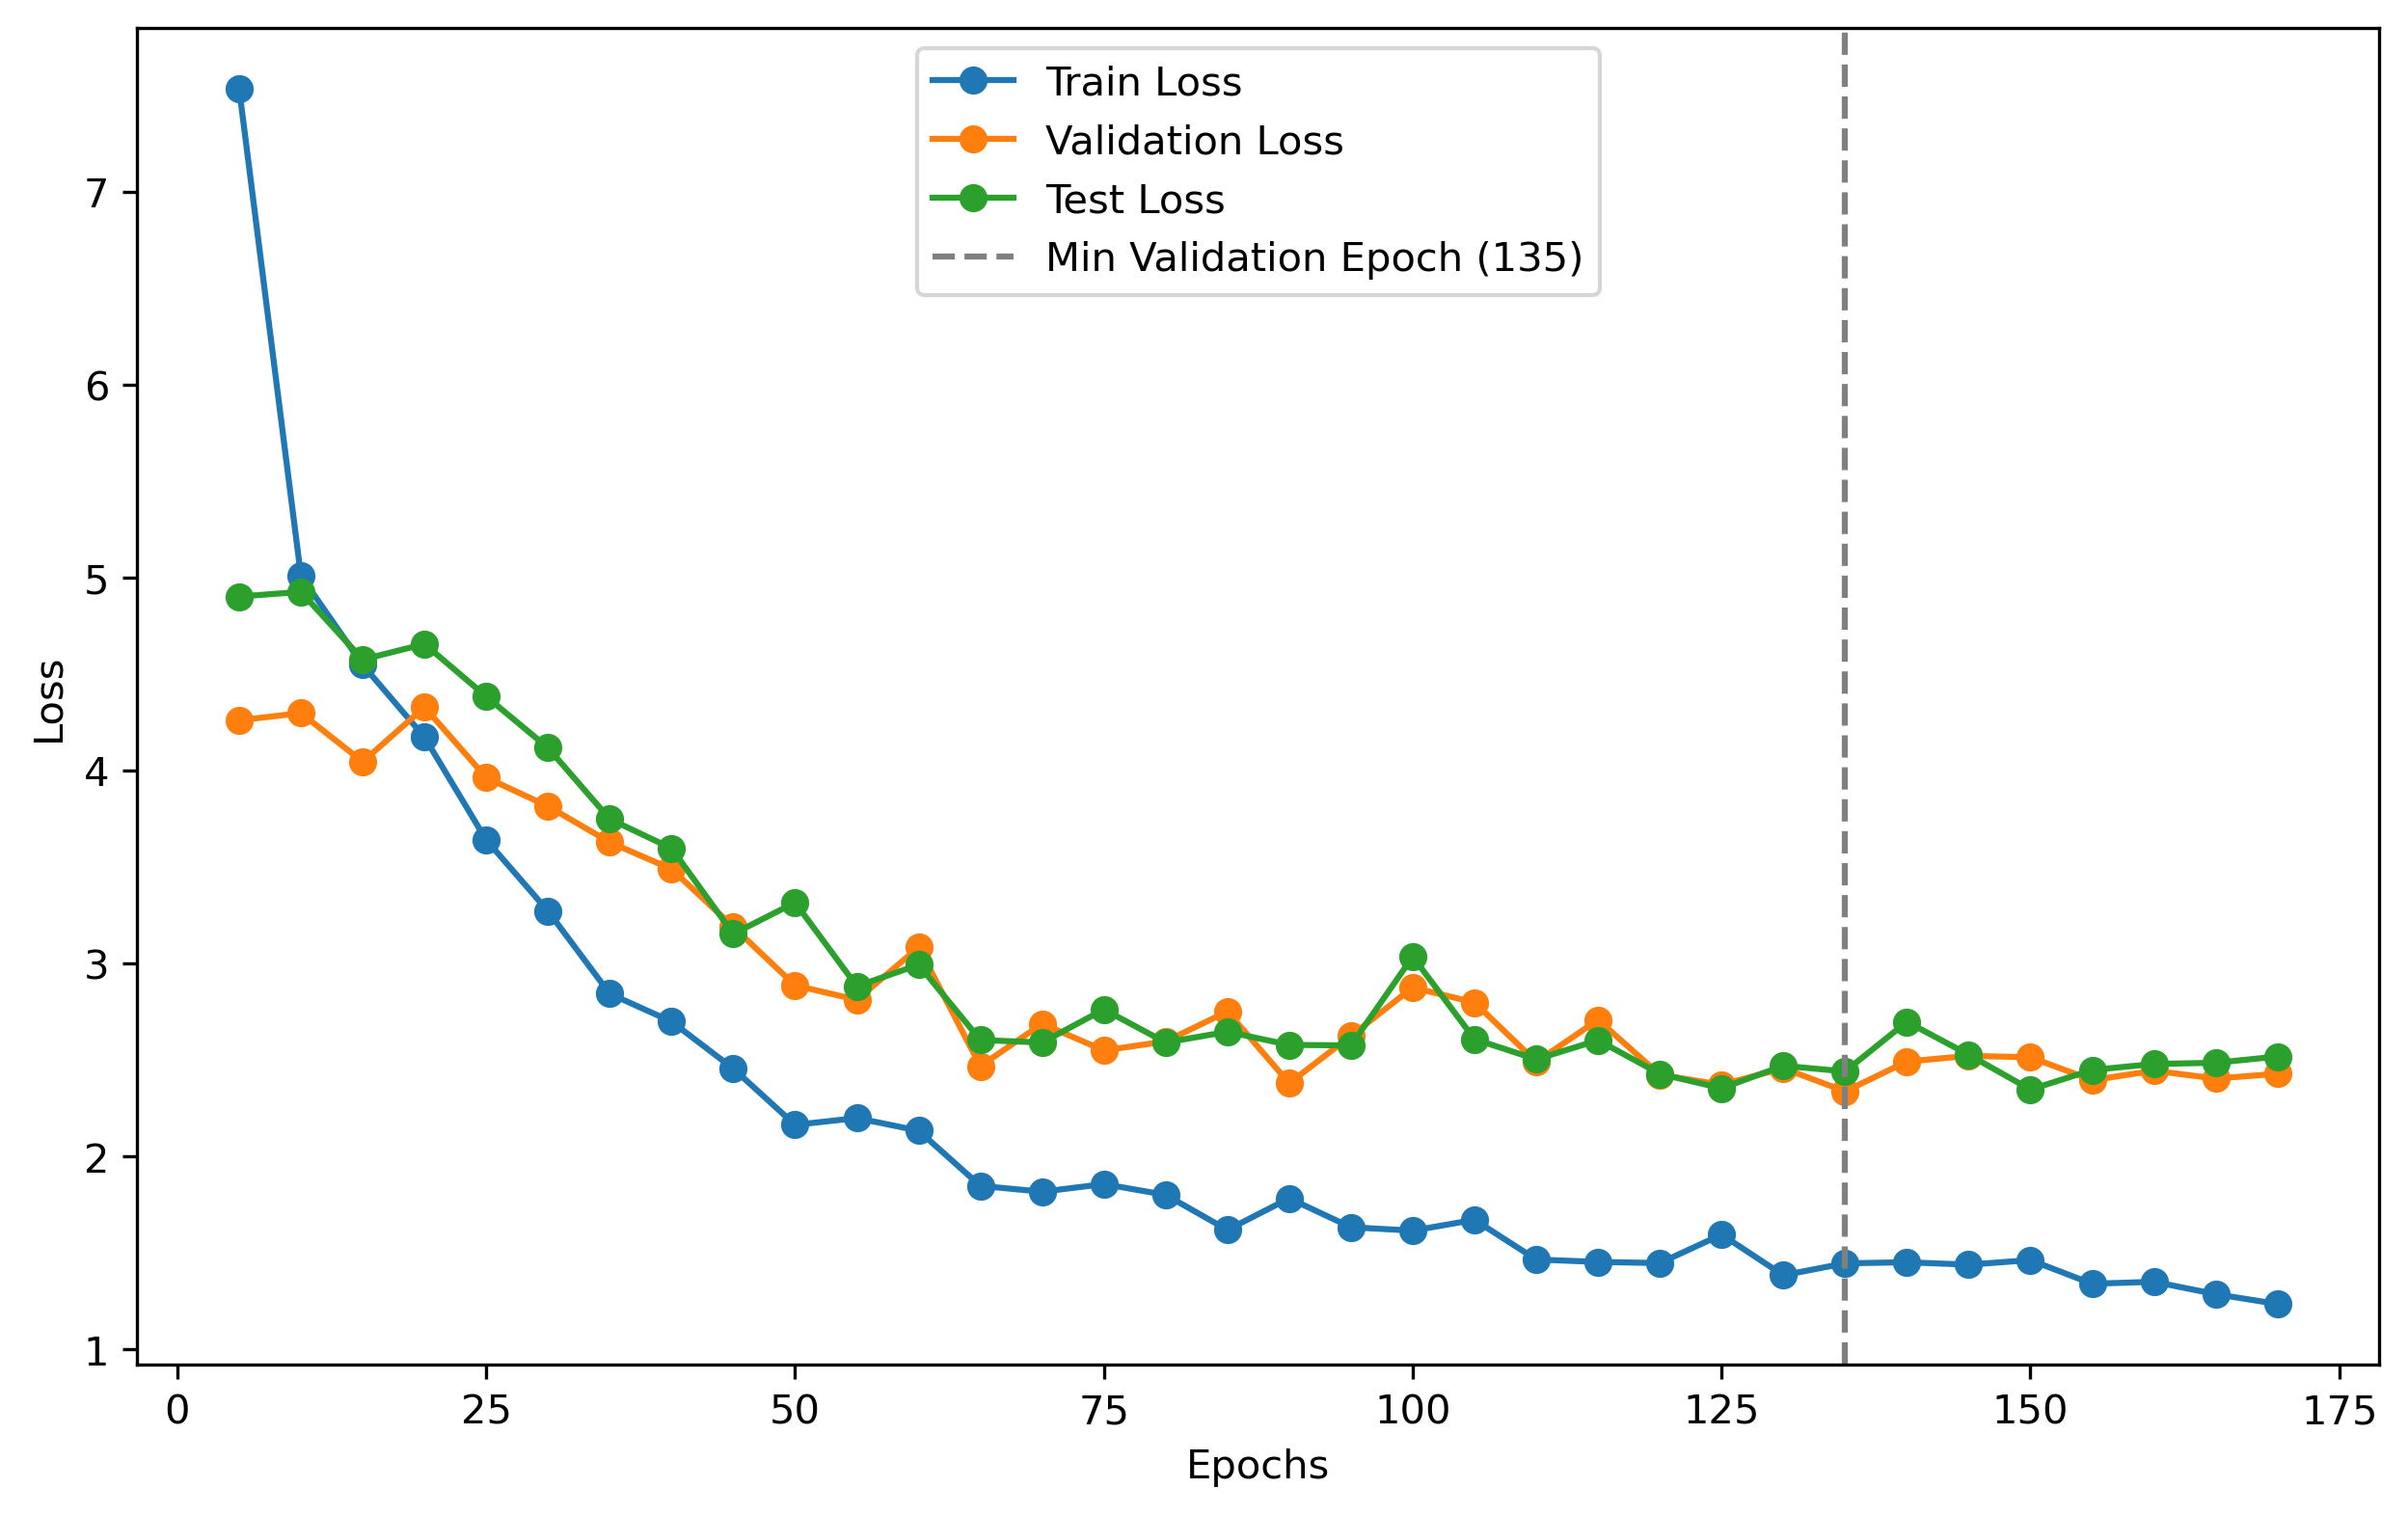 Train Loss
Validation Loss
Test Loss
Min Validation Epoch (135)
7
6
5
4
3
2
1
Loss
0 25 50 75 100 125 150 175
Epochs